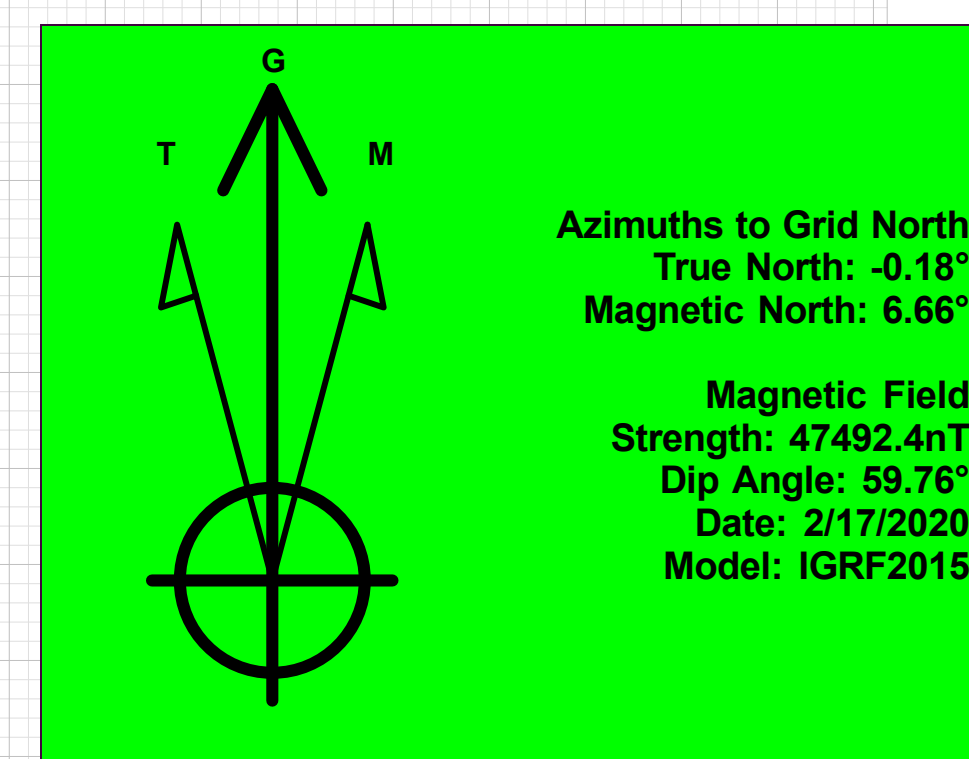 G
T M
Azimuths to Grid North
True North: -0.18°
Magnetic North: 6.66°
Magnetic Field
Strength: 47492.4nT
Dip Angle: 59.76°
Date: 2/17/2020
Model: IGRF2015